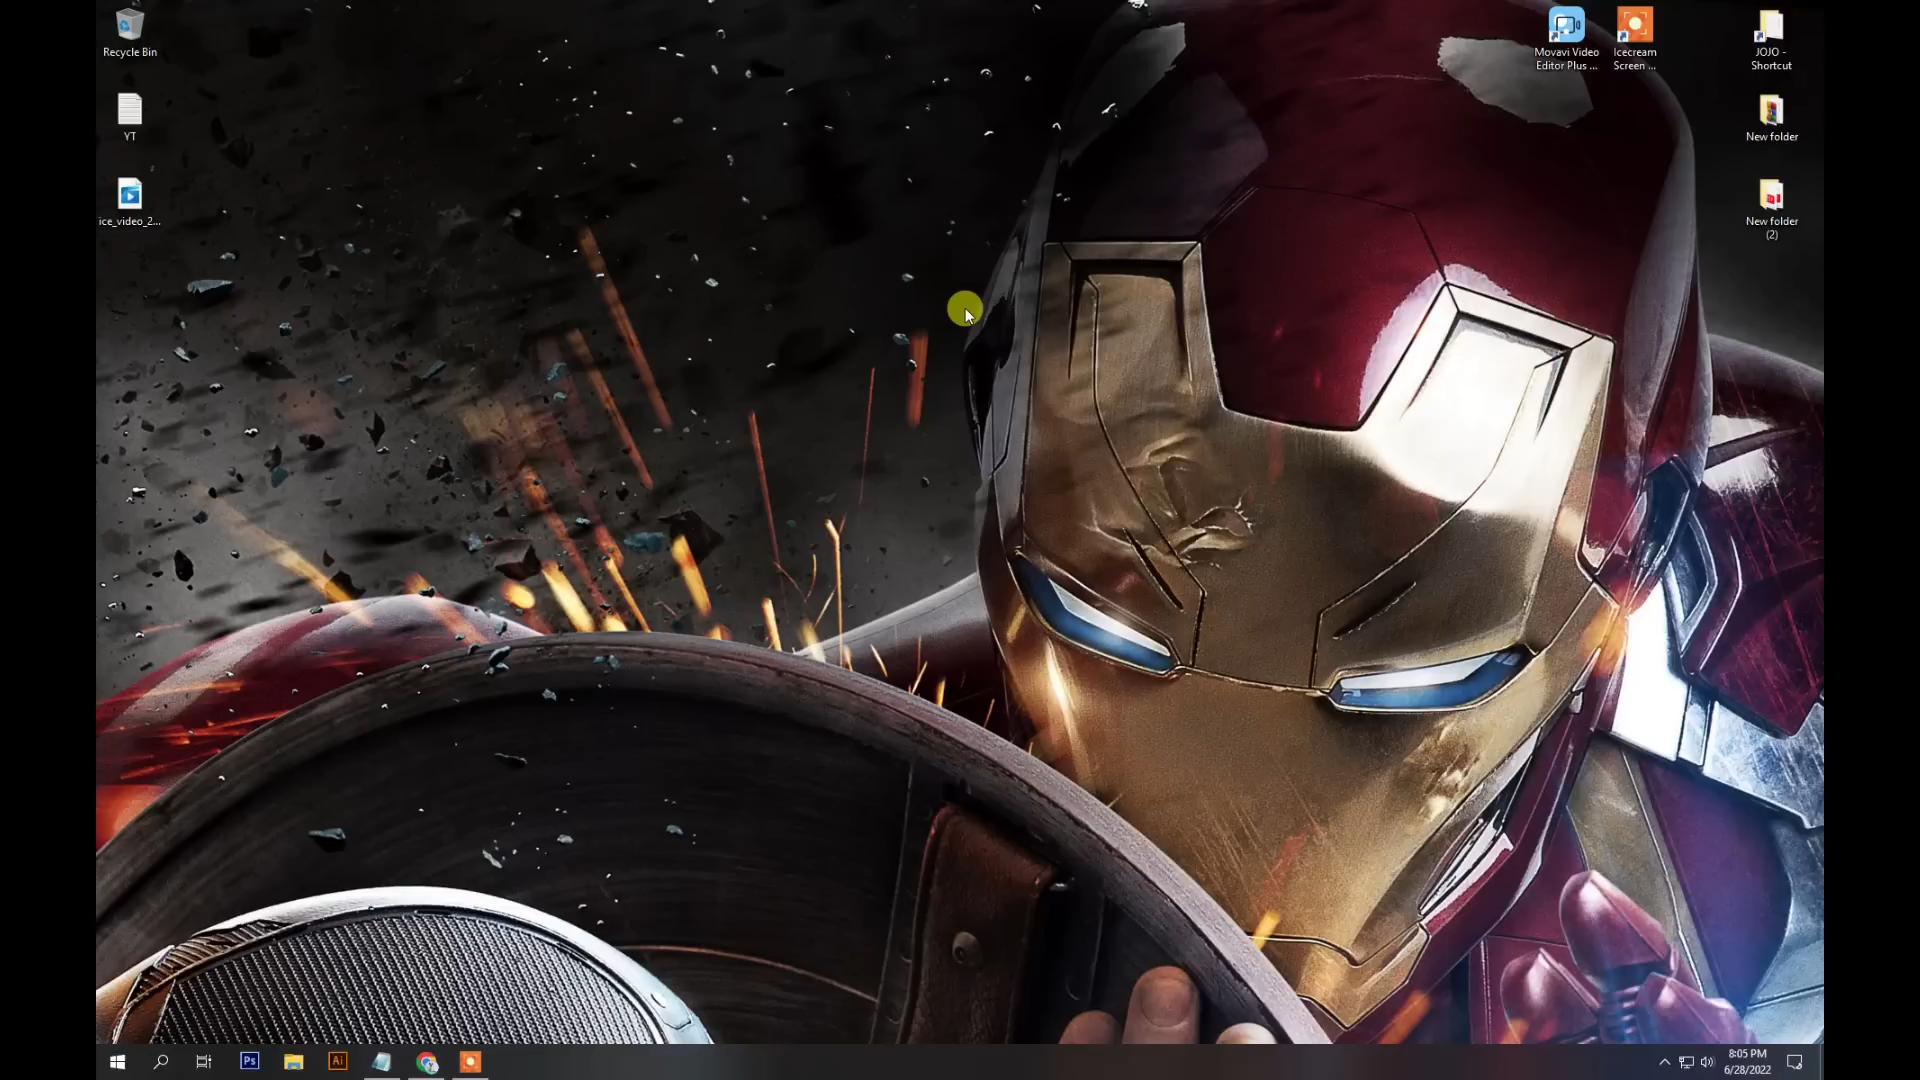 Recycle Bin
YT
ice_video_2...
Movavi Video
Editor Plus ...
Icecream
Screen ...
JOJO -
Shortcut
New folder
New folder
(2)
Ps
Ai
8:05 PM
6/28/2022